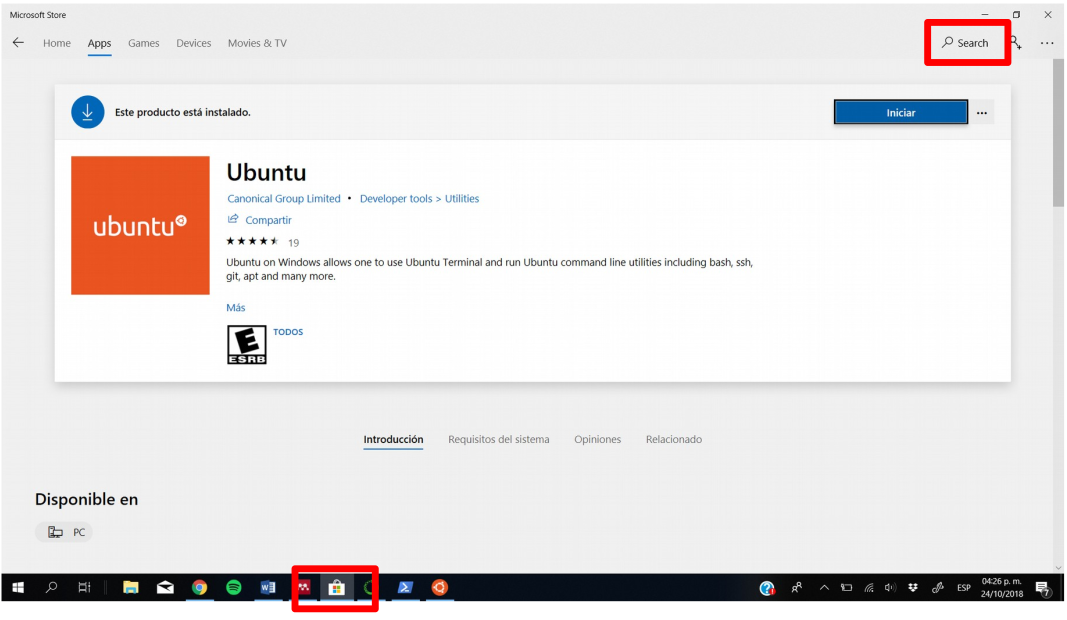 Microsoft Store
Home Apps Games Devices Movies & TV Search
Este producto está instalado.
Iniciar
ubuntu
Ubuntu
Canonical Group Limited • Developer tools > Utilities
Compartir
19
Ubuntu on Windows allows one to use Ubuntu Terminal and run Ubuntu command line utilities including bash, ssh,
git, apt and many more.
Más
E
ESRB
TODOS
Introducción Requisitos del sistema Opiniones Relacionado
Disponible en
PC
ESP
04:26 p. m.
24/10/2018
7